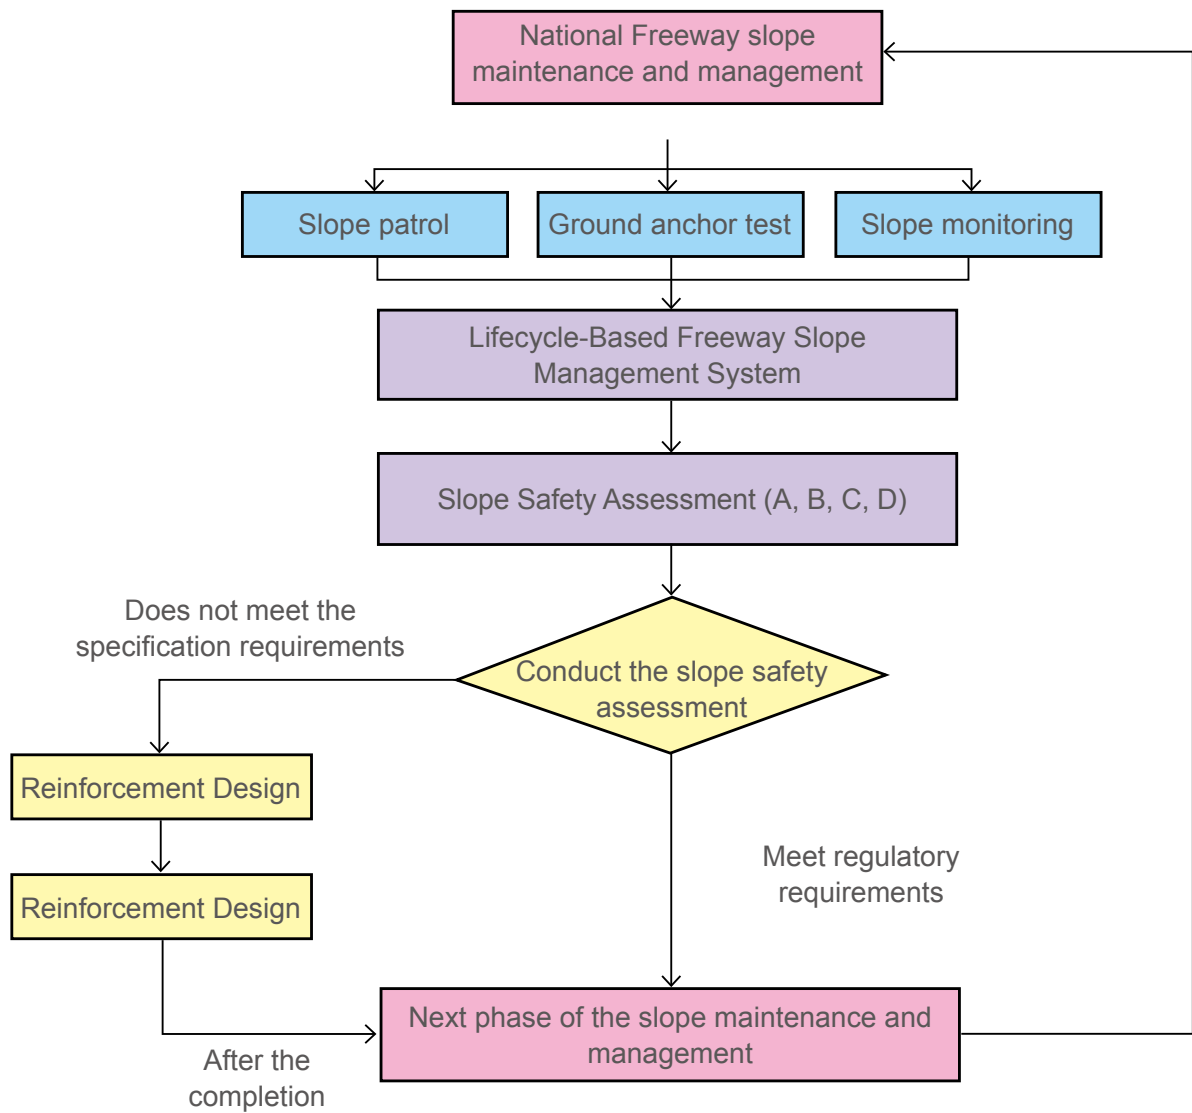 National Freeway slope
maintenance and management
Slope patrol
Ground anchor test
Slope monitoring
Lifecycle-Based Freeway Slope
Management System
Slope Safety Assessment (A, B, C, D)
Does not meet the
specification requirements
Conduct the slope safety
assessment
Reinforcement Design
Reinforcement Design
Meet regulatory
requirements
Next phase of the slope maintenance and
management
After the
completion